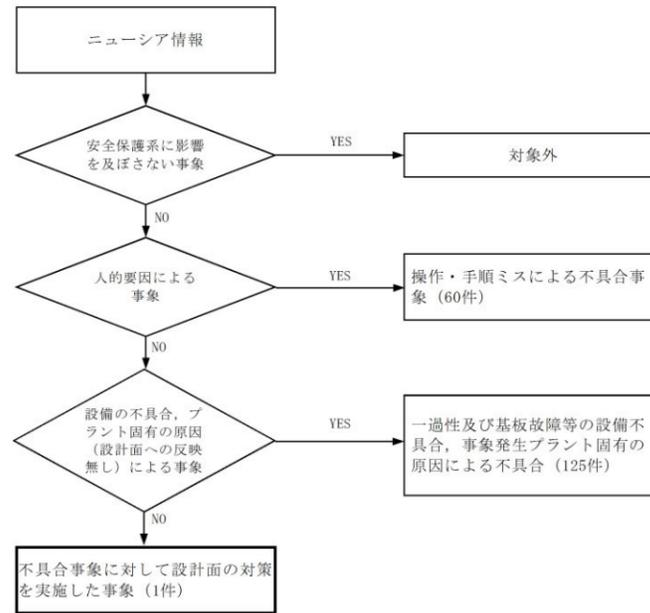 ニューシア情報
安全保護系に影響
を及ぼさない事象
YES
対象外
NO
人的要因による
事象
YES
操作・手順ミスによる不具合事
象（60件）
NO
設備の不具合，プ
ラント固有の原因
（設計面への反映
無し）による事象
YES
一過性及び基板故障等の設備不
具合，事象発生プラント固有の
原因による不具合（125件）
NO
不具合事象に対して設計面の対策
を実施した事象（1件）